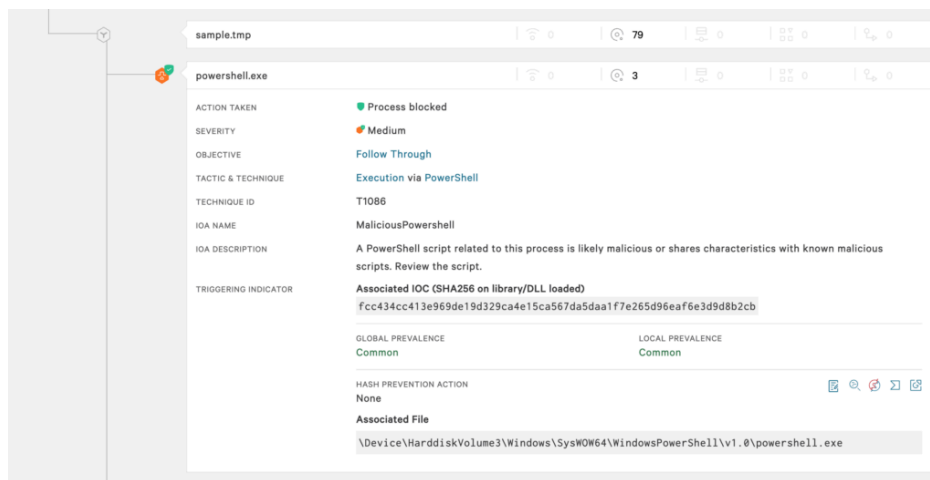 sample.tmp 0 79 0 0 0
powershell.exe 0 3 0 0 0
ACTION TAKEN Process blocked
SEVERITY Medium
OBJECTIVE Follow Through
TACTIC & TECHNIQUE Execution via PowerShell
TECHNIQUE ID T1086
IOA NAME MaliciousPowershell
IOA DESCRIPTION A PowerShell script related to this process is likely malicious or shares characteristics with known malicious
scripts. Review the script.
TRIGGERING INDICATOR Associated IOC (SHA256 on library/DLL loaded)
fcc434cc413e969de19d329ca4e15ca567da5daa1f7e265d96eaf6e3d9d8b2cb
GLOBAL PREVALENCE LOCAL PREVALENCE
Common Common
HASH PREVENTION ACTION
None
Associated File
\Device\HarddiskVolume3\Windows\SysWOW64\WindowsPowerShell\v1.0\powershell.exe